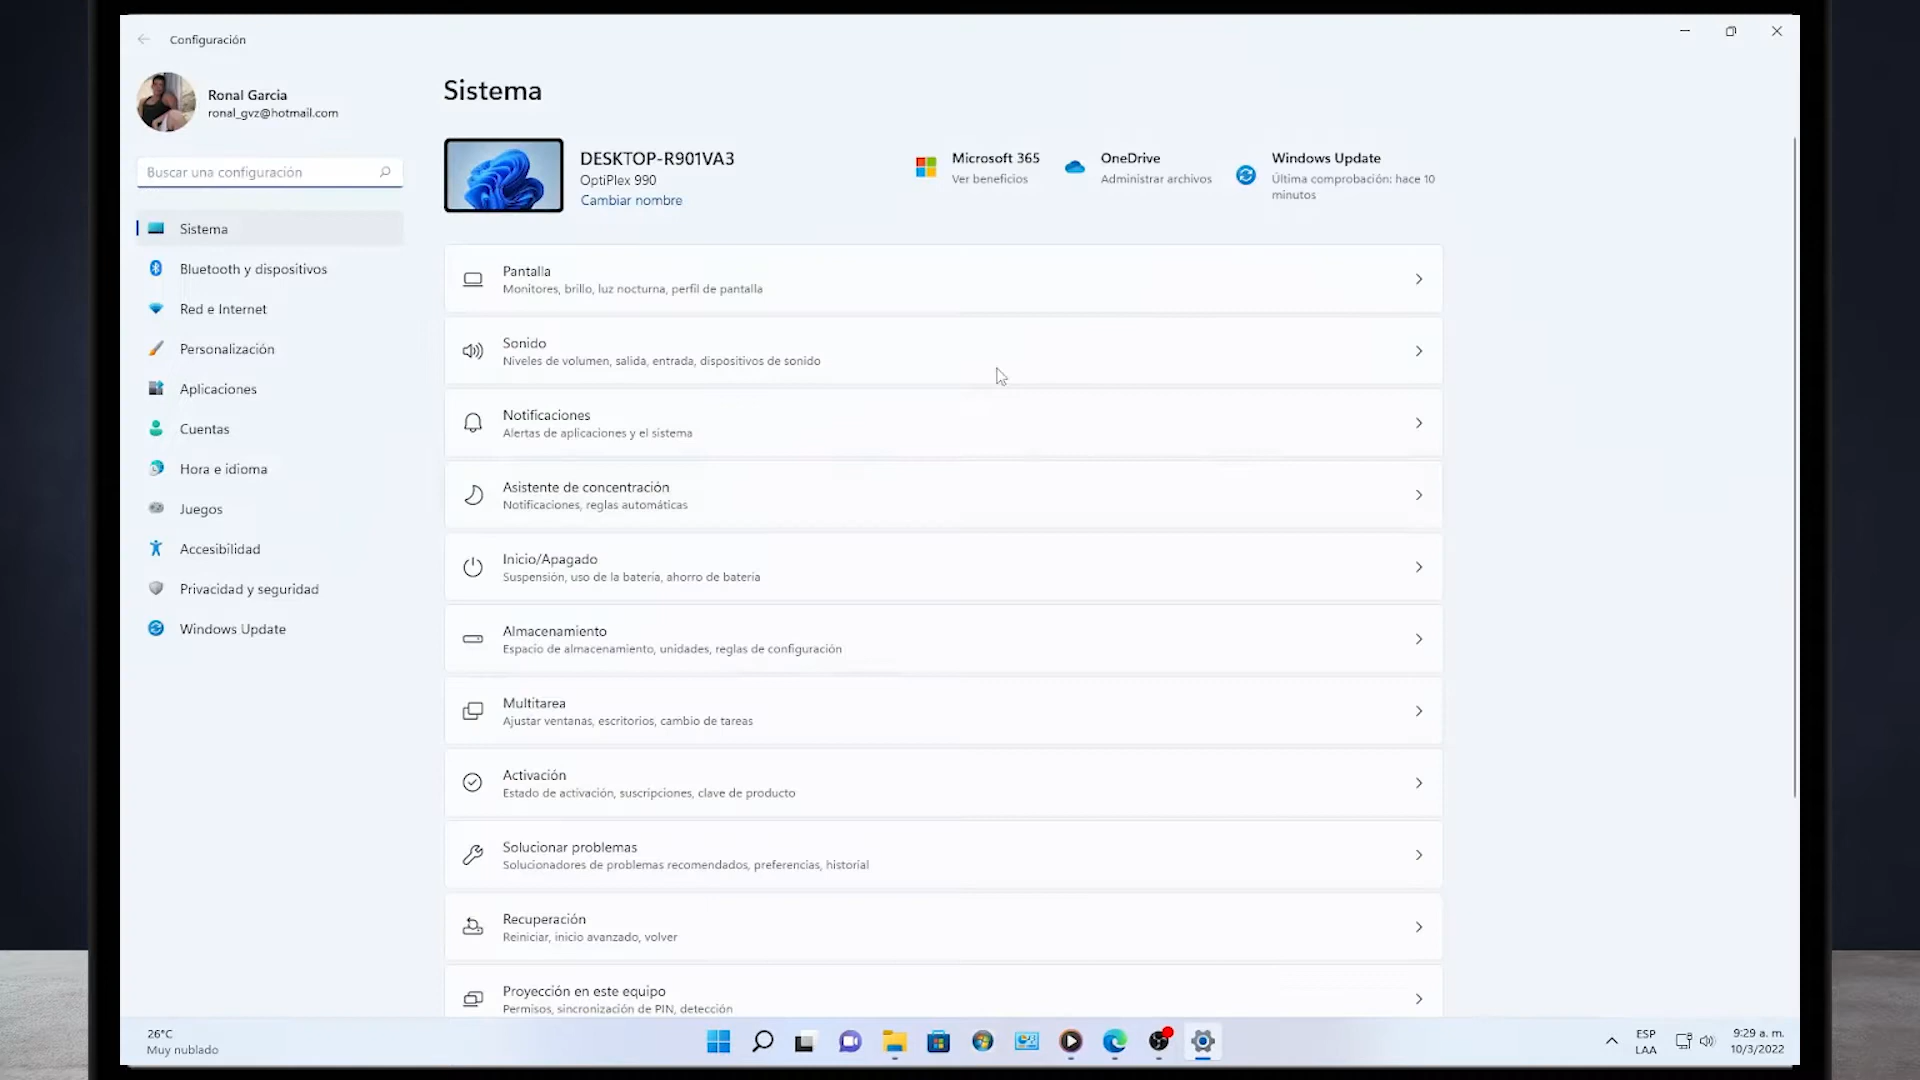 Configuración
Ronal Garcia
ronal_gvz@hotmail.com
Buscar una configuración
Sistema
Bluetooth y dispositivos
Red e Internet
Personalización
Aplicaciones
Cuentas
Hora e idioma
Juegos
Accesibilidad
Privacidad y seguridad
Windows Update
Sistema
DESKTOP-R901VA3
OptiPlex 990
Cambiar nombre
Microsoft 365
Ver beneficios
OneDrive
Administrar archivos
Windows Update
Última comprobación: hace 10
minutos
Pantalla
Monitores, brillo, luz nocturna, perfil de pantalla
Sonido
Niveles de volumen, salida, entrada, dispositivos de sonido
Notificaciones
Alertas de aplicaciones y el sistema
Asistente de concentración
Notificaciones, reglas automáticas
Inicio/Apagado
Suspensión, uso de la batería, ahorro de batería
Almacenamiento
Espacio de almacenamiento, unidades, reglas de configuración
Multitarea
Ajustar ventanas, escritorios, cambio de tareas
Activación
Estado de activación, suscripciones, clave de producto
Solucionar problemas
Solucionadores de problemas recomendados, preferencias, historial
Recuperación
Reiniciar, inicio avanzado, volver
Proyección en este equipo
Permisos, sincronización de PIN, detección
26°C
Muy nublado
ESP
LAA
9:29 a. m.
10/3/2022